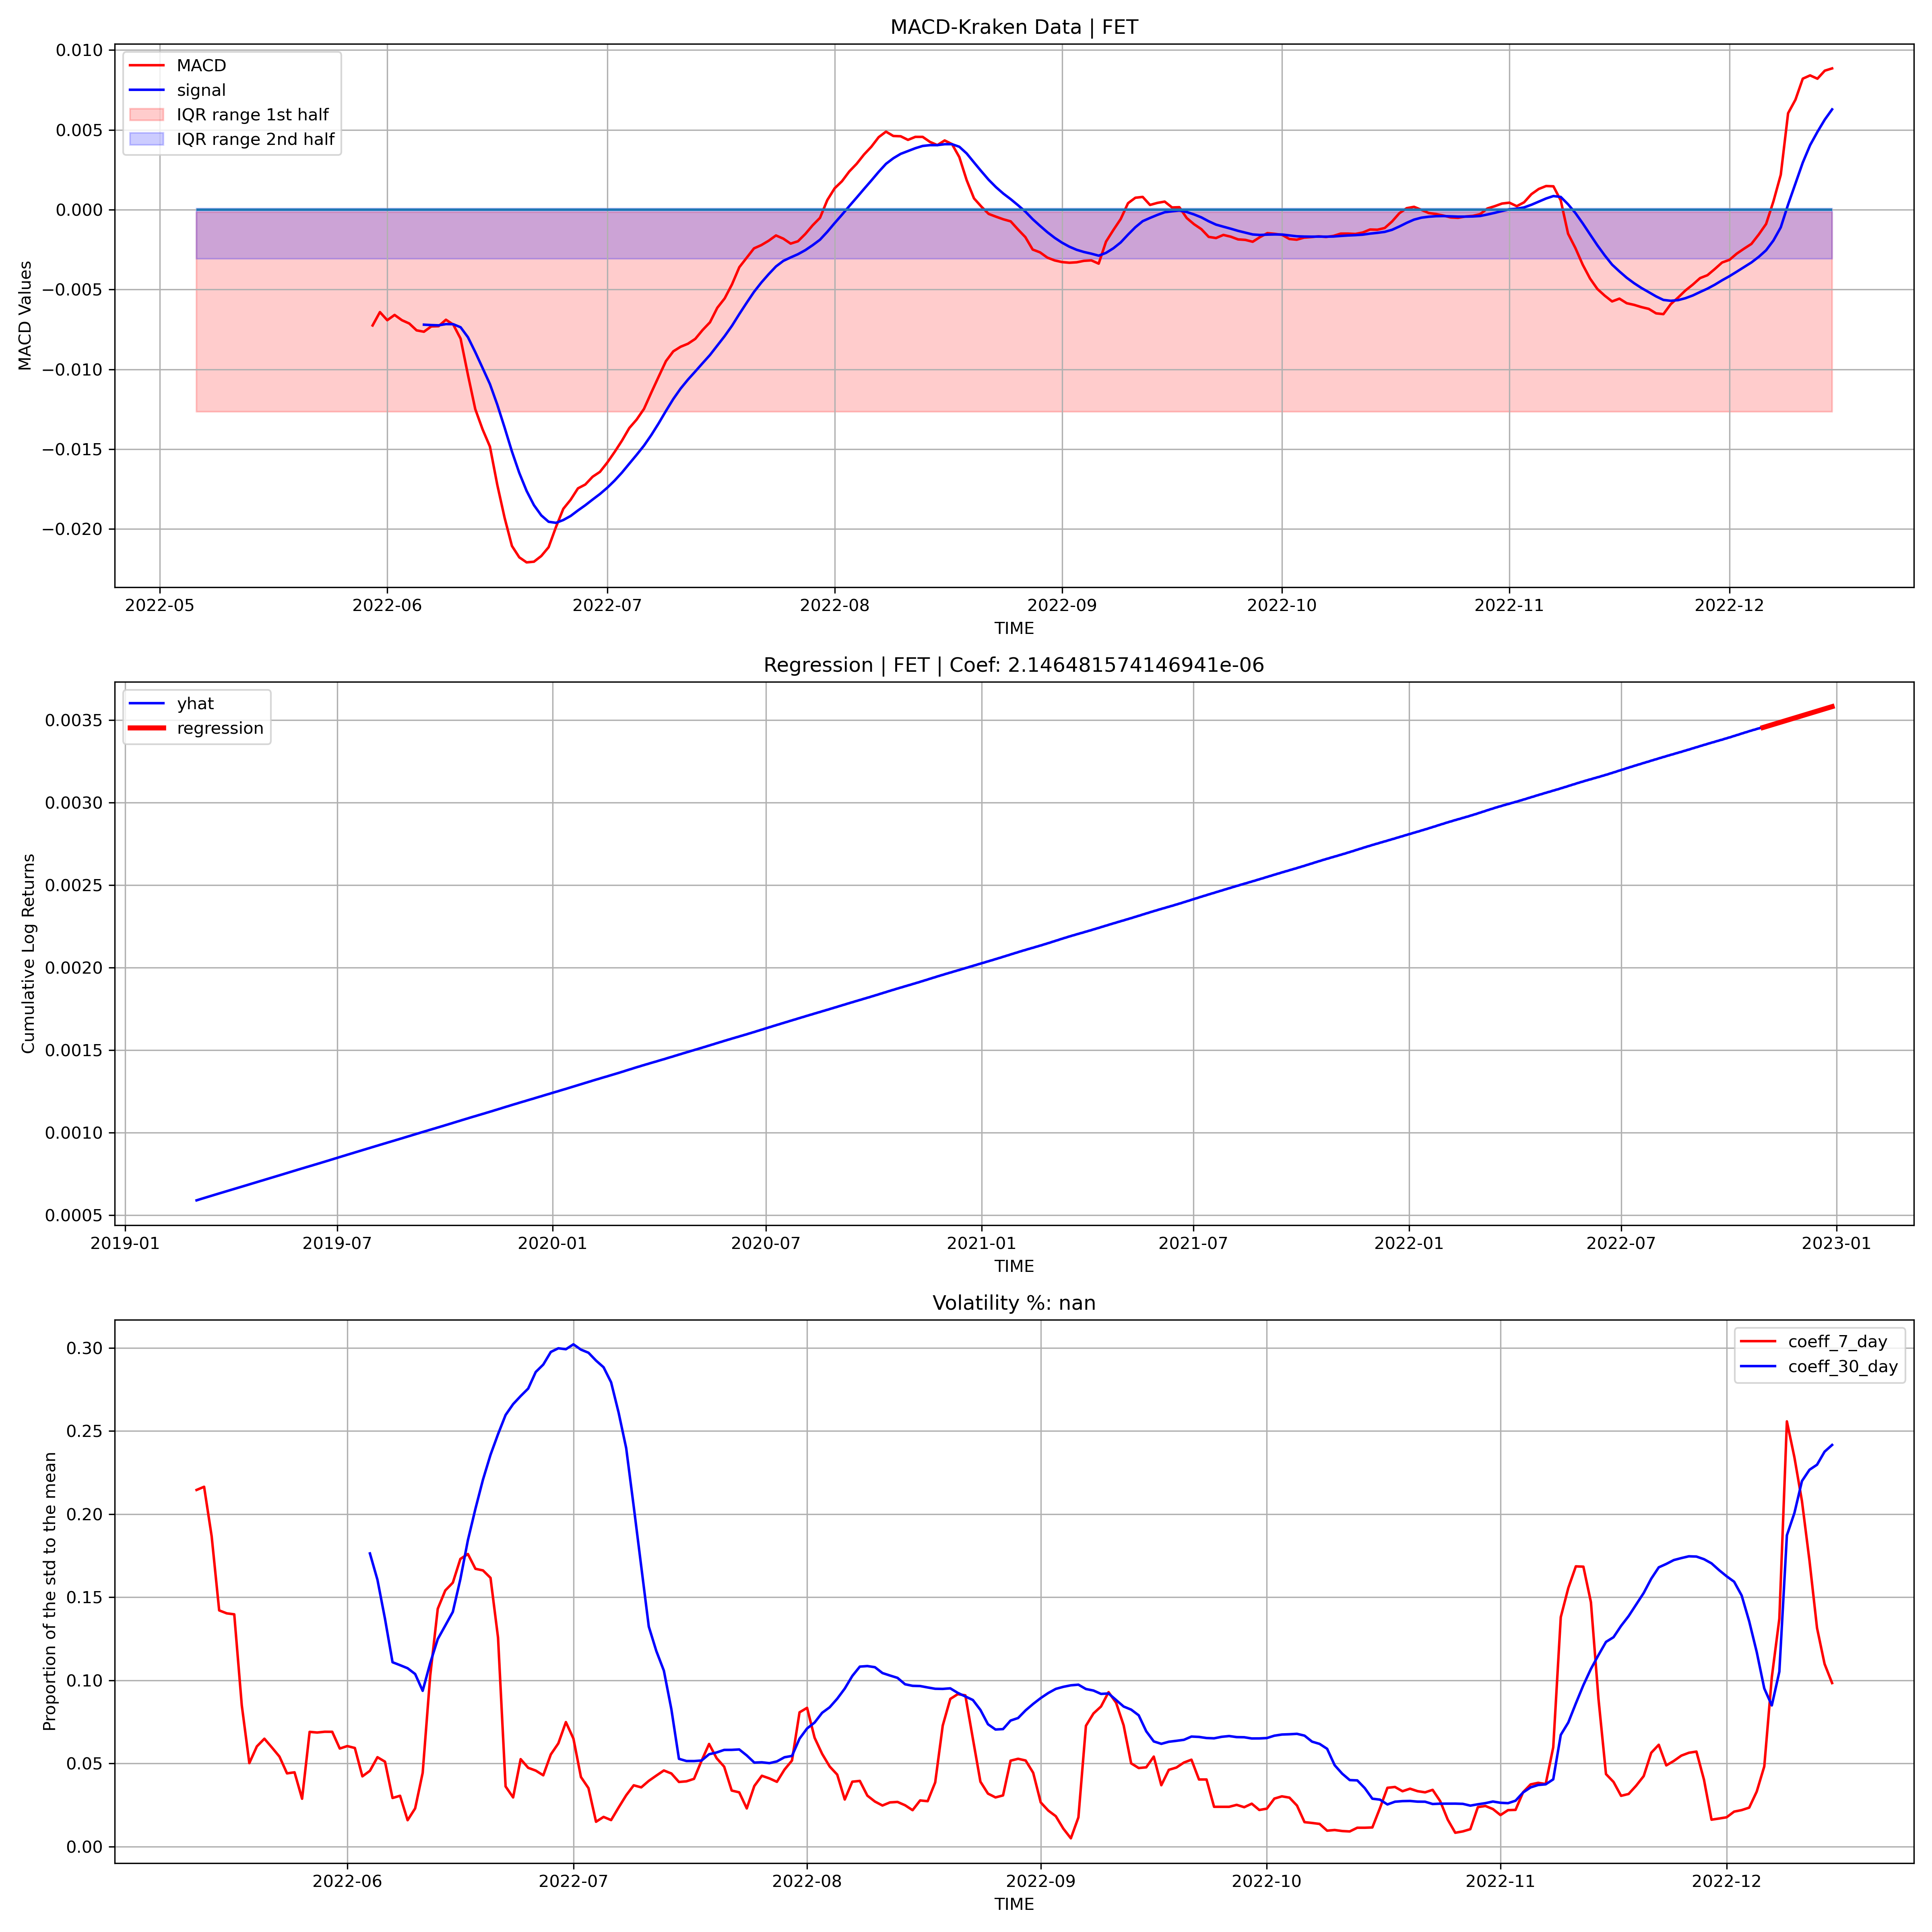 MACD-Kraken Data | FET
MACD
signal
IQR range 1st half
IQR range 2nd half
MACD Values
0.010
0.005
0.000
−0.005
−0.010
−0.015
−0.020
2022-05 2022-06 2022-07 2022-08 2022-09 2022-10 2022-11 2022-12
TIME
Regression | FET | Coef: 2.146481574146941e-06
yhat
regression
Cumulative Log Returns
0.0035
0.0030
0.0025
0.0020
0.0015
0.0010
0.0005
2019-01 2019-07 2020-01 2020-07 2021-01 2021-07 2022-01 2022-07 2023-01
TIME
Volatility %: nan
coeff_7_day
coeff_30_day
Proportion of the std to the mean
0.30
0.25
0.20
0.15
0.10
0.05
0.00
2022-06 2022-07 2022-08 2022-09 2022-10 2022-11 2022-12
TIME